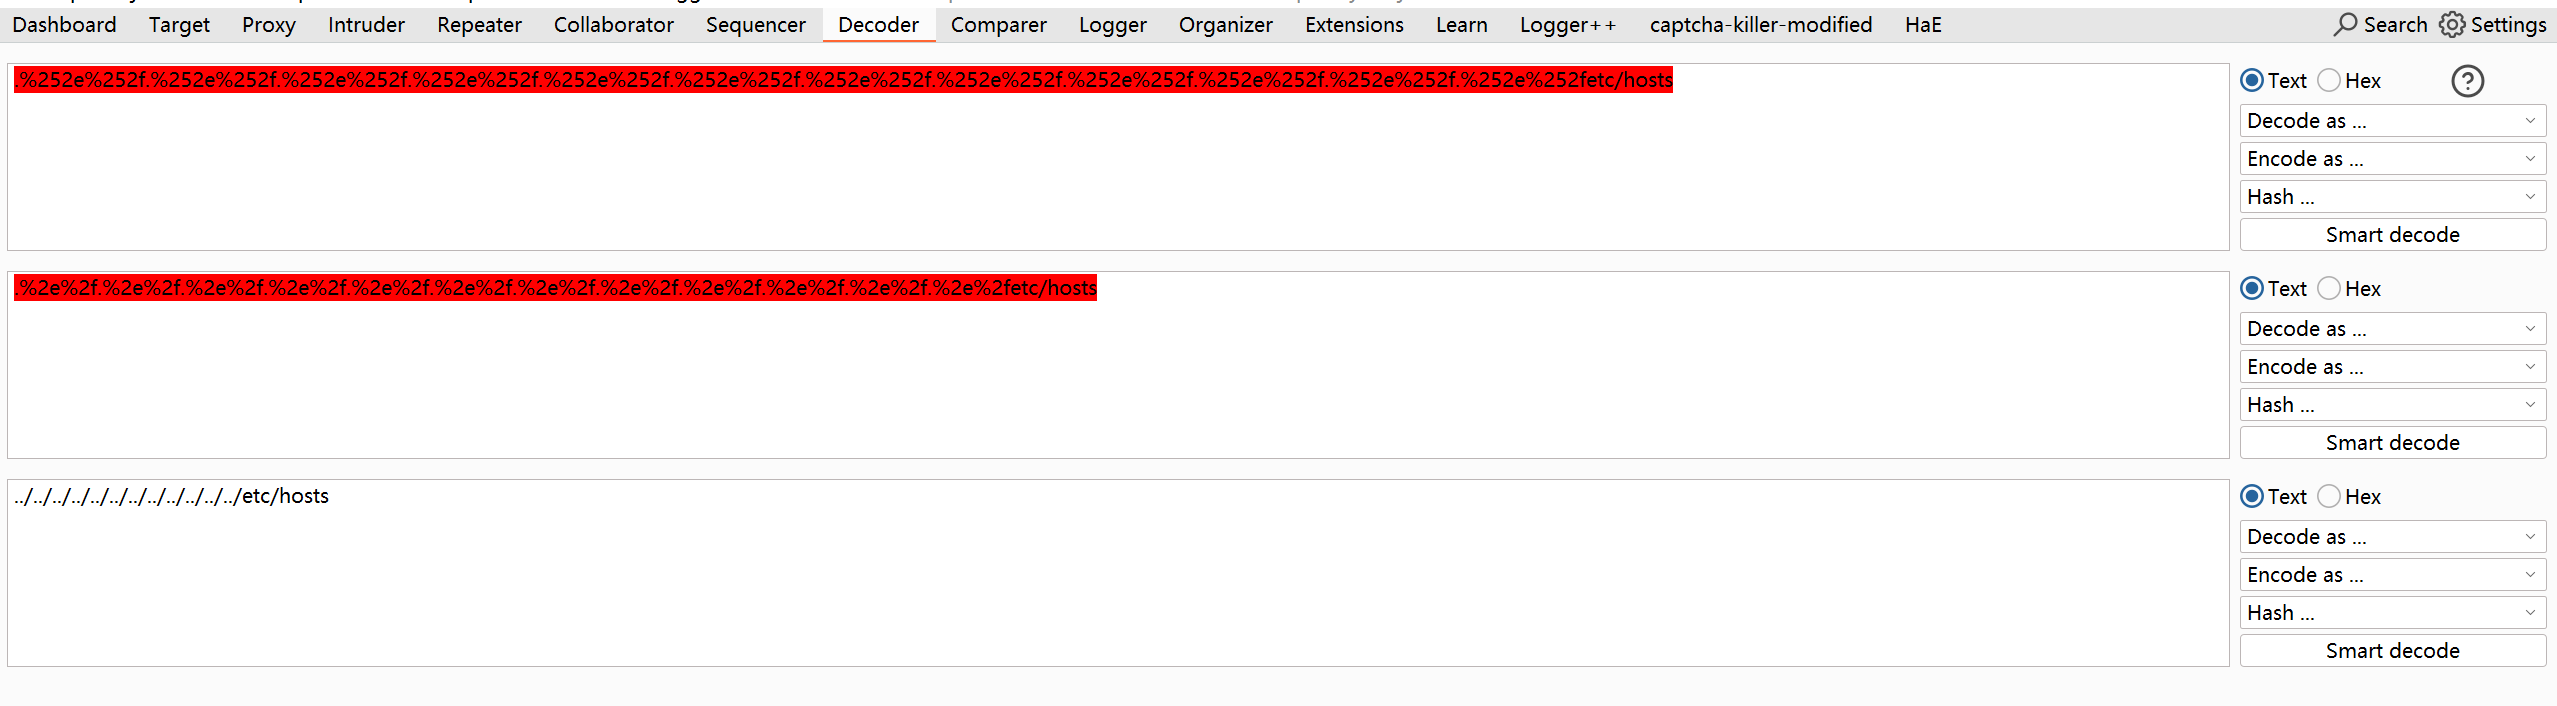 Dashboard Target Proxy Intruder Repeater Collaborator Sequencer Decoder Comparer Logger Organizer Extensions Learn Logger++ captcha-killer-modified HaE Search Settings
.%252e%252f.%252e%252f.%252e%252f.%252e%252f.%252e%252f.%252e%252f.%252e%252f.%252e%252f.%252e%252f.%252e%252f.%252e%252f.%252e%252fetc/hosts
Text Hex ?
Decode as ...
Encode as ...
Hash ...
Smart decode
.%2e%2f.%2e%2f.%2e%2f.%2e%2f.%2e%2f.%2e%2f.%2e%2f.%2e%2f.%2e%2f.%2e%2f.%2e%2f.%2e%2fetc/hosts
Text Hex
Decode as ...
Encode as ...
Hash ...
Smart decode
../../../../../../../../../../../../etc/hosts
Text Hex
Decode as ...
Encode as ...
Hash ...
Smart decode